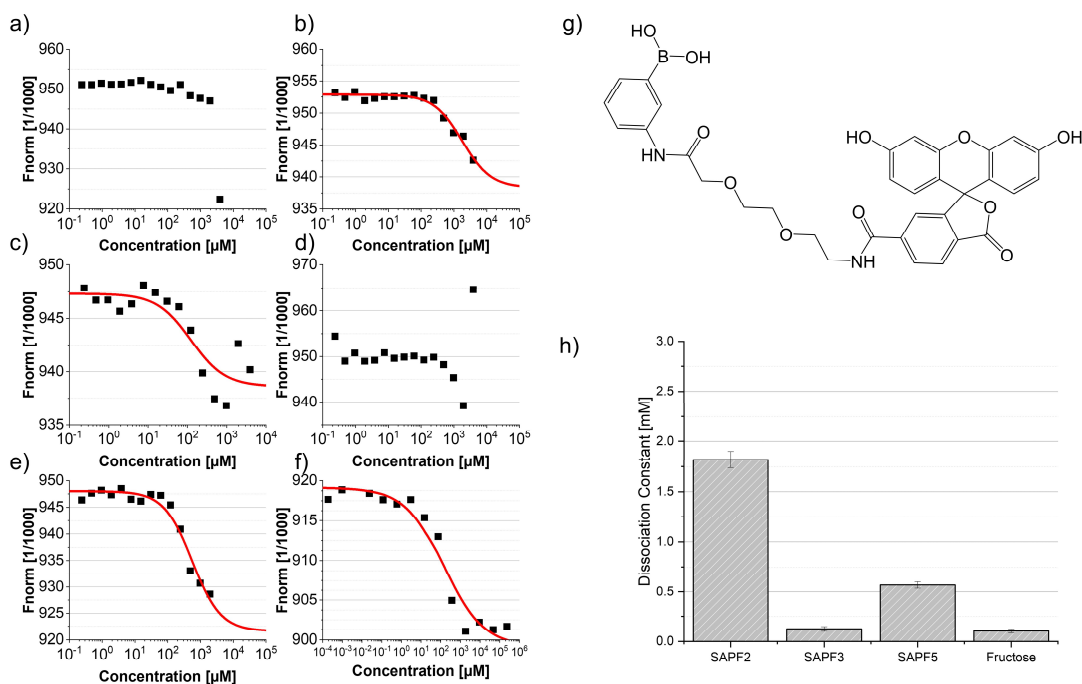 a)
960
950
940
930
920
Fnorm [1/1000]
10⁻¹ 10⁰ 10¹ 10² 10³ 10⁴ 10⁵
Concentration [µM]
b)
960
955
950
945
940
935
Fnorm [1/1000]
10⁻¹ 10⁰ 10¹ 10² 10³ 10⁴ 10⁵
Concentration [µM]
c)
950
945
940
935
Fnorm [1/1000]
10⁻¹ 10⁰ 10¹ 10² 10³ 10⁴
Concentration [µM]
d)
970
960
950
940
Fnorm [1/1000]
10⁻¹ 10⁰ 10¹ 10² 10³ 10⁴ 10⁵
Concentration [µM]
e)
950
945
940
935
930
925
920
Fnorm [1/1000]
10⁻¹ 10⁰ 10¹ 10² 10³ 10⁴ 10⁵
Concentration [µM]
f)
920
915
910
905
900
Fnorm [1/1000]
10⁻⁴ 10⁻³ 10⁻² 10⁻¹ 10⁰ 10¹ 10² 10³ 10⁴ 10⁵ 10⁶
Concentration [µM]
g)
HO
B
OH
NH
O
O
O
NH
O
HO
O
OH
O
O
h)
3.0
2.5
2.0
1.5
1.0
0.5
0.0
Dissociation Constant [mM]
SAPF2 SAPF3 SAPF5 Fructose